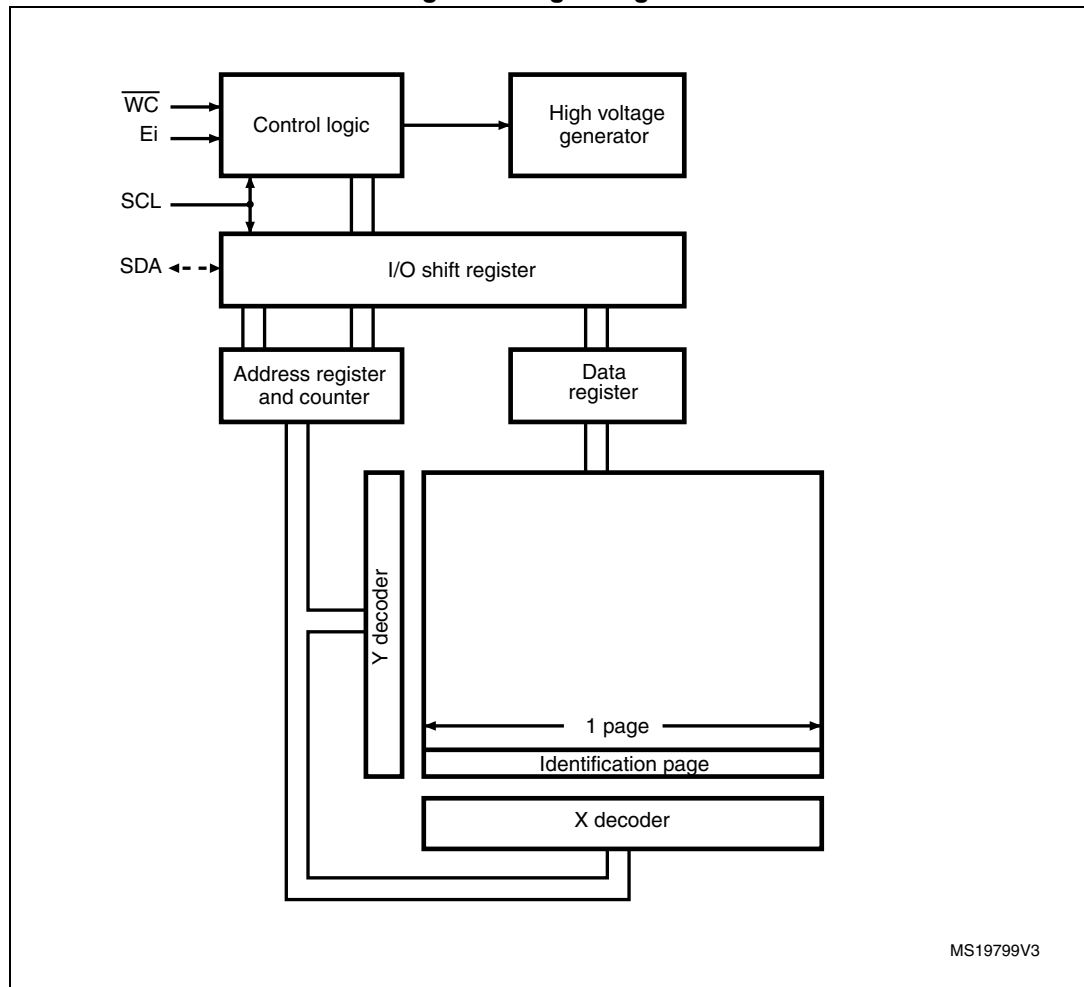 WC
Ei
SCL
SDA
Control logic
High voltage
generator
I/O shift register
Address register
and counter
Data
register
Y decoder
1 page
Identification page
X decoder
MS19799V3